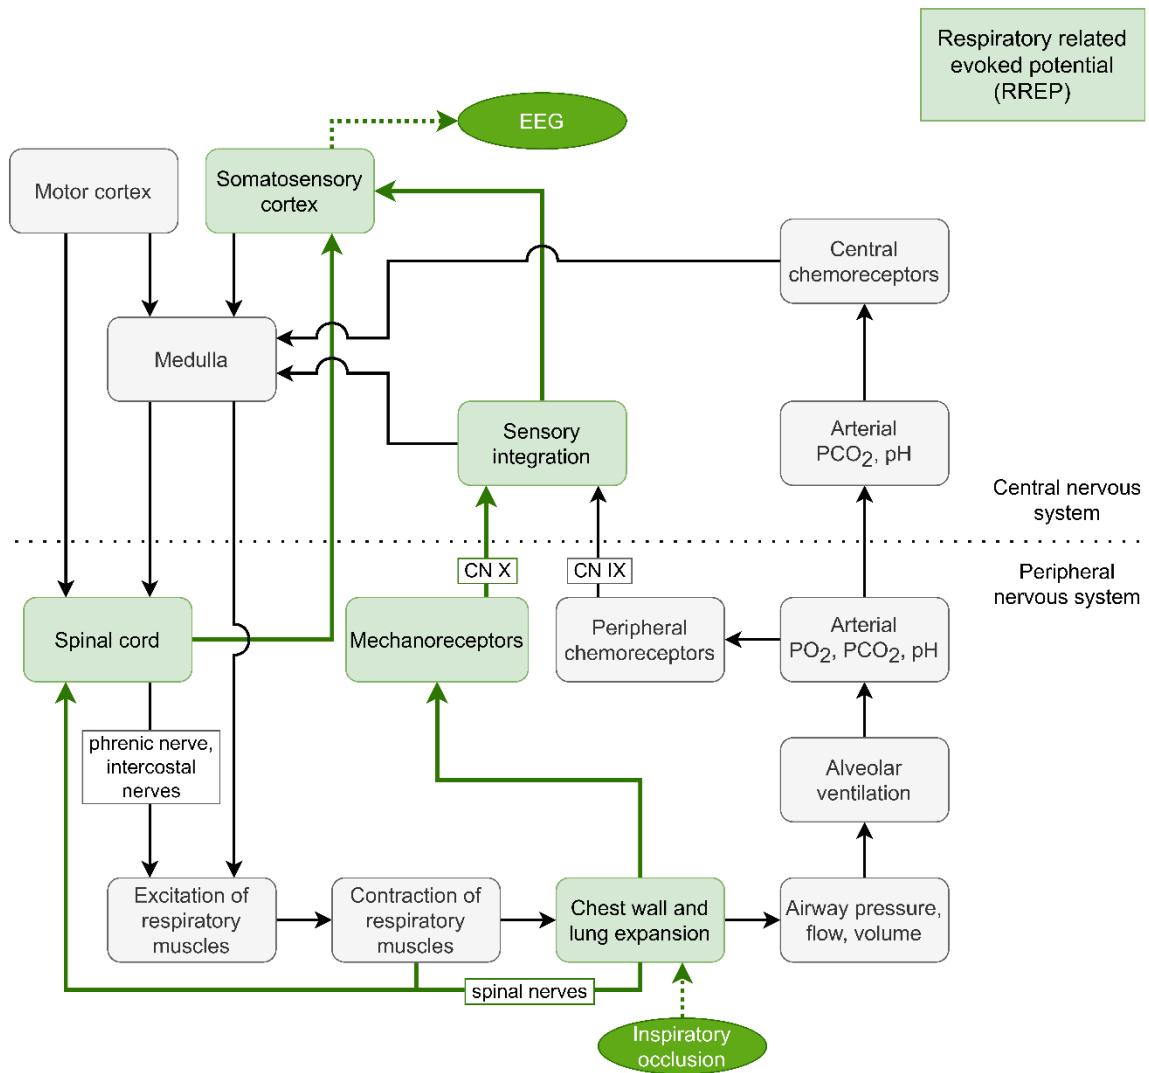 Respiratory related
evoked potential
(RREP)
EEG
Motor cortex
Somatosensory
cortex
Central
chemoreceptors
Medulla
Sensory
integration
Arterial
PCO2, pH
Central nervous
system
CN X
CN IX
Peripheral
nervous system
Spinal cord
Mechanoreceptors
Peripheral
chemoreceptors
Arterial
PO2, PCO2, pH
phrenic nerve,
intercostal
nerves
Alveolar
ventilation
Excitation of
respiratory
muscles
Contraction of
respiratory
muscles
Chest wall and
lung expansion
Airway pressure,
flow, volume
spinal nerves
Inspiratory
occlusion